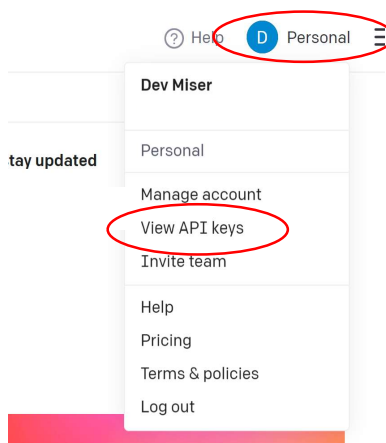 ? Help D Personal
Dev Miser
tay updated
Personal
Manage account
View API keys
Invite team
Help
Pricing
Terms & policies
Log out